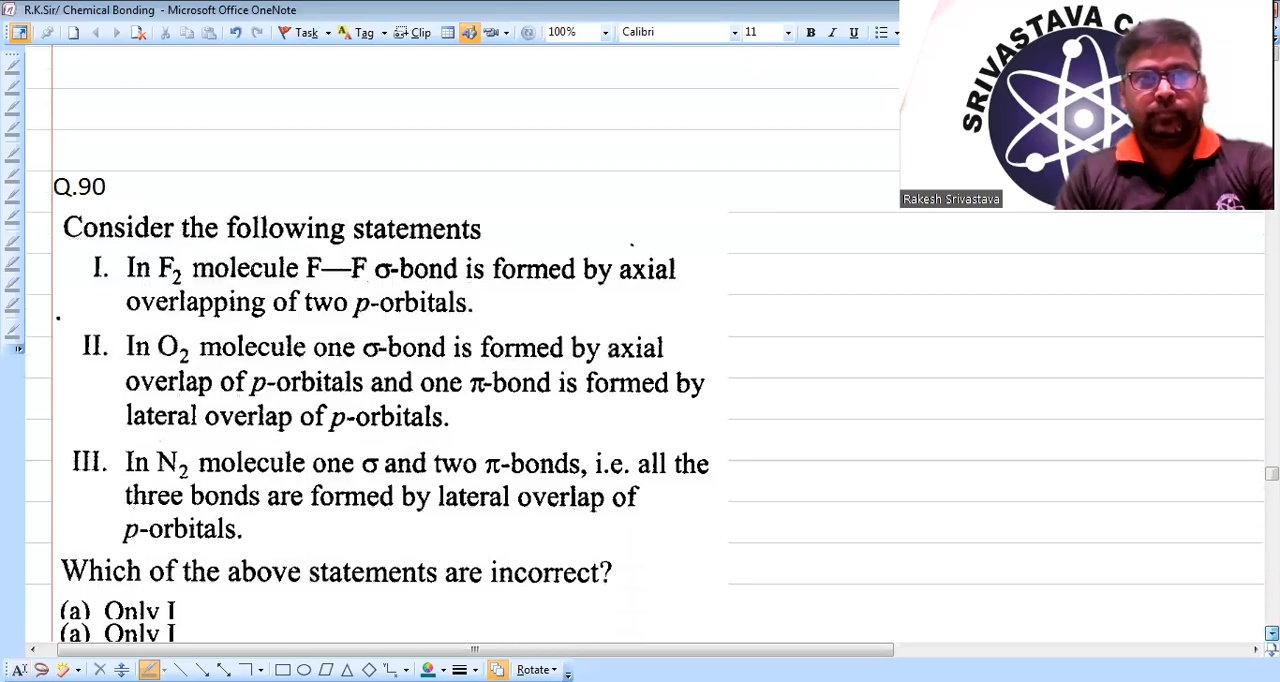 R.K.Sir/ Chemical Bonding - Microsoft Office OneNote
Task Tag Clip 100% Calibri 11 B I U
SRIVASTAVA C
Rakesh Srivastava
Q.90
Consider the following statements
I. In F₂ molecule F—F σ-bond is formed by axial
overlapping of two p-orbitals.
II. In O₂ molecule one σ-bond is formed by axial
overlap of p-orbitals and one π-bond is formed by
lateral overlap of p-orbitals.
III. In N₂ molecule one σ and two π-bonds, i.e. all the
three bonds are formed by lateral overlap of
p-orbitals.
Which of the above statements are incorrect?
(a) Only I
(a) Only I
Rotate